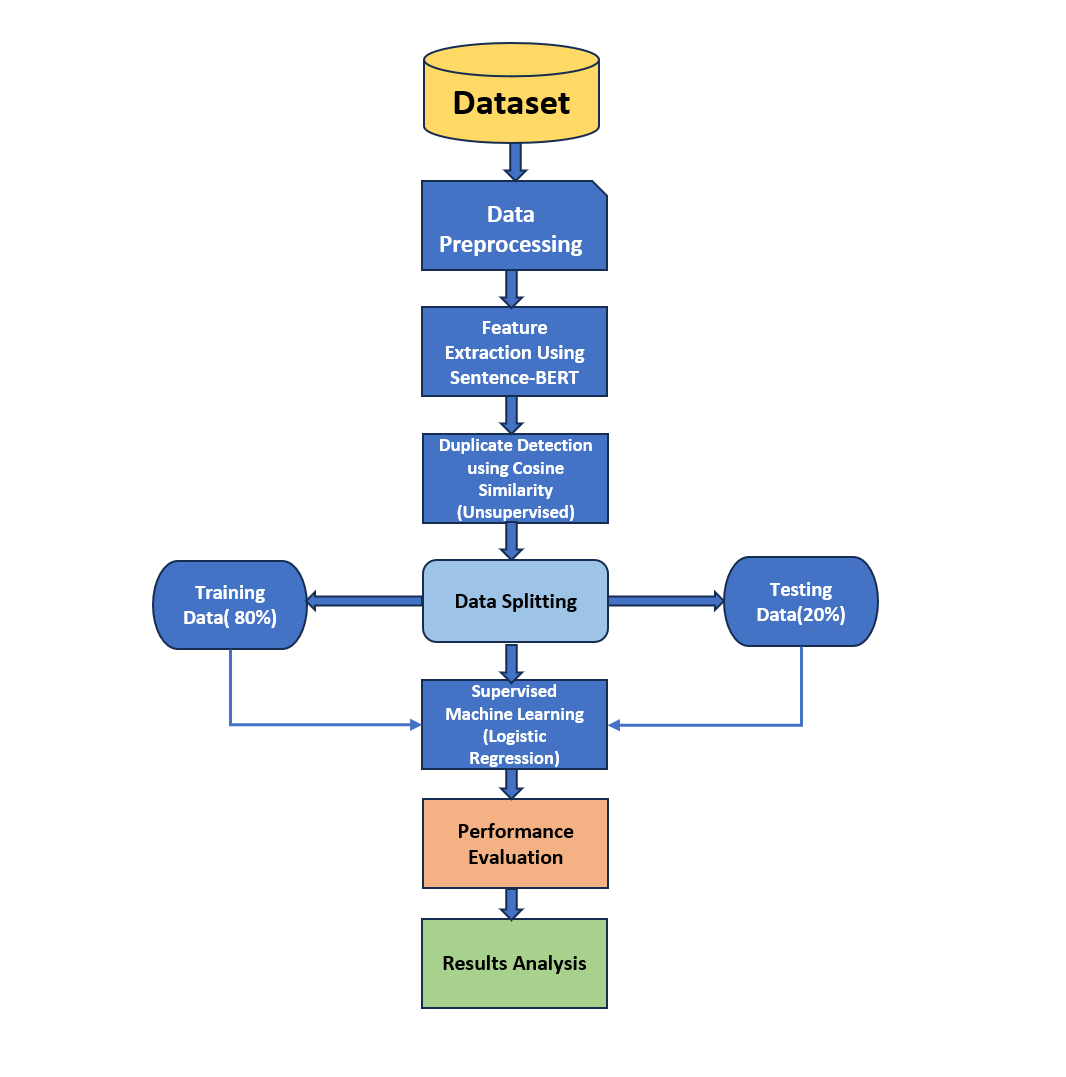 Dataset
Data
Preprocessing
Feature
Extraction Using
Sentence-BERT
Duplicate Detection
using Cosine
Similarity
(Unsupervised)
Training
Data( 80%)
Data Splitting
Testing
Data(20%)
Supervised
Machine Learning
(Logistic
Regression)
Performance
Evaluation
Results Analysis